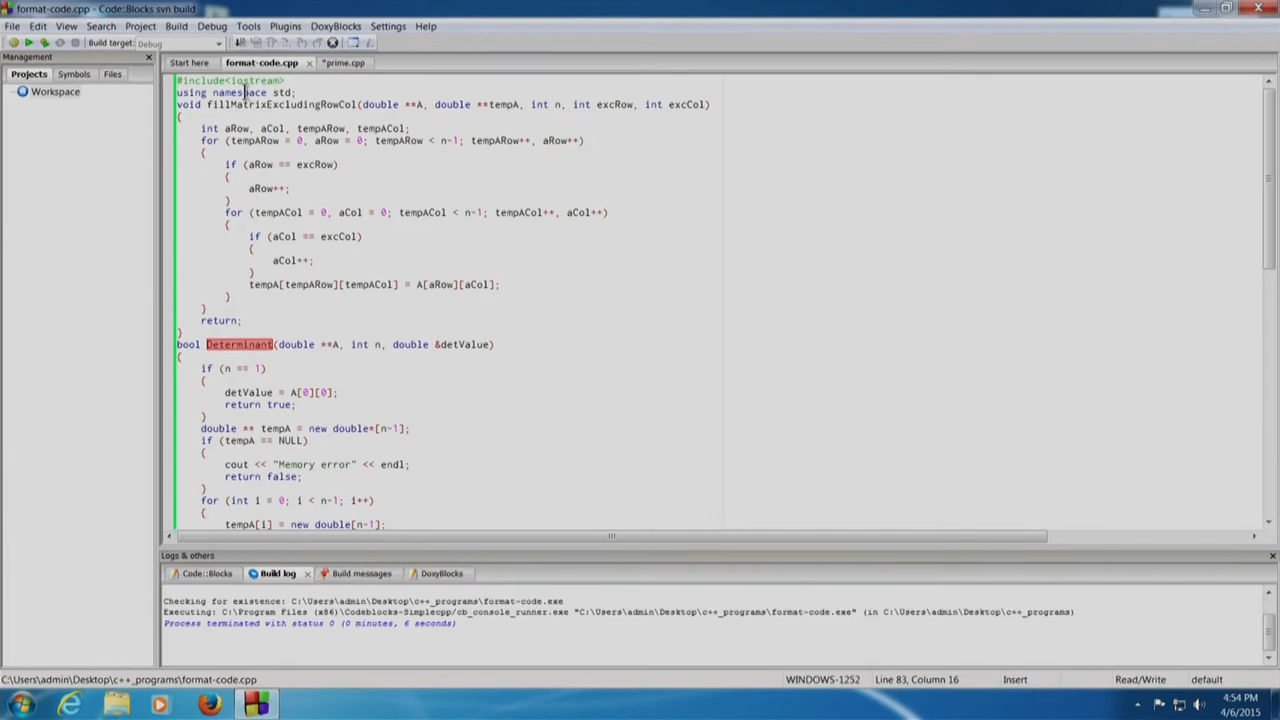 format-code.cpp - Code::Blocks svn build
File Edit View Search Project Build Debug Tools Plugins DoxyBlocks Settings Help
Build target: Debug
Management
Projects Symbols Files
Workspace
Start here format-code.cpp *prime.cpp
#include<iostream>
using namespace std;
void fillMatrixExcludingRowCol(double **A, double **tempA, int n, int excRow, int excCol)
{
int aRow, aCol, tempARow, tempACol;
for (tempARow = 0, aRow = 0; tempARow < n-1; tempARow++, aRow++)
{
if (aRow == excRow)
{
aRow++;
}
for (tempACol = 0, aCol = 0; tempACol < n-1; tempACol++, aCol++)
{
if (aCol == excCol)
{
aCol++;
}
tempA[tempARow][tempACol] = A[aRow][aCol];
}
}
return;
}
bool Determinant(double **A, int n, double &detValue)
{
if (n == 1)
{
detValue = A[0][0];
return true;
}
double ** tempA = new double*[n-1];
if (tempA == NULL)
{
cout << "Memory error" << endl;
return false;
}
for (int i = 0; i < n-1; i++)
{
tempA[i] = new double[n-1];
Logs & others
Code::Blocks Build log Build messages DoxyBlocks
Checking for existence: C:\Users\admin\Desktop\c++_programs\format-code.exe
Executing: C:\Program Files (x86)\Codeblocks-Simplecpp/cb_console_runner.exe "C:\Users\admin\Desktop\c++_programs\format-code.exe" (in C:\Users\admin\Desktop\c++_programs)
Process terminated with status 0 (0 minutes, 6 seconds)
C:\Users\admin\Desktop\c++_programs\format-code.cpp WINDOWS-1252 Line 83, Column 16 Insert Read/Write default
4:54 PM
4/6/2015